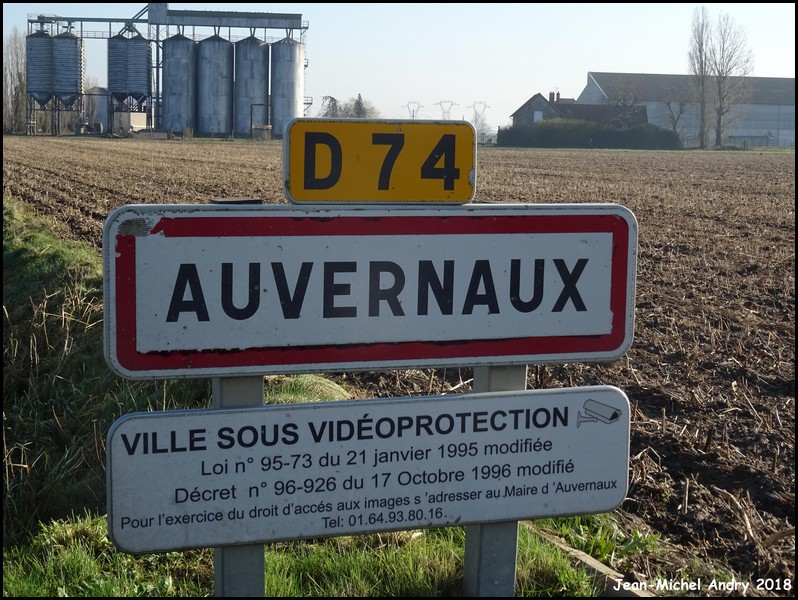 D 74
AUVERNAUX
VILLE SOUS VIDÉOPROTECTION
Loi n° 95-73 du 21 janvier 1995 modifiée
Décret n° 96-926 du 17 Octobre 1996 modifié
Pour l'exercice du droit d'accés aux images s 'adresser au Maire d 'Auvernaux
Tel: 01.64.93.80.16
Jean-Michel Andry 2018